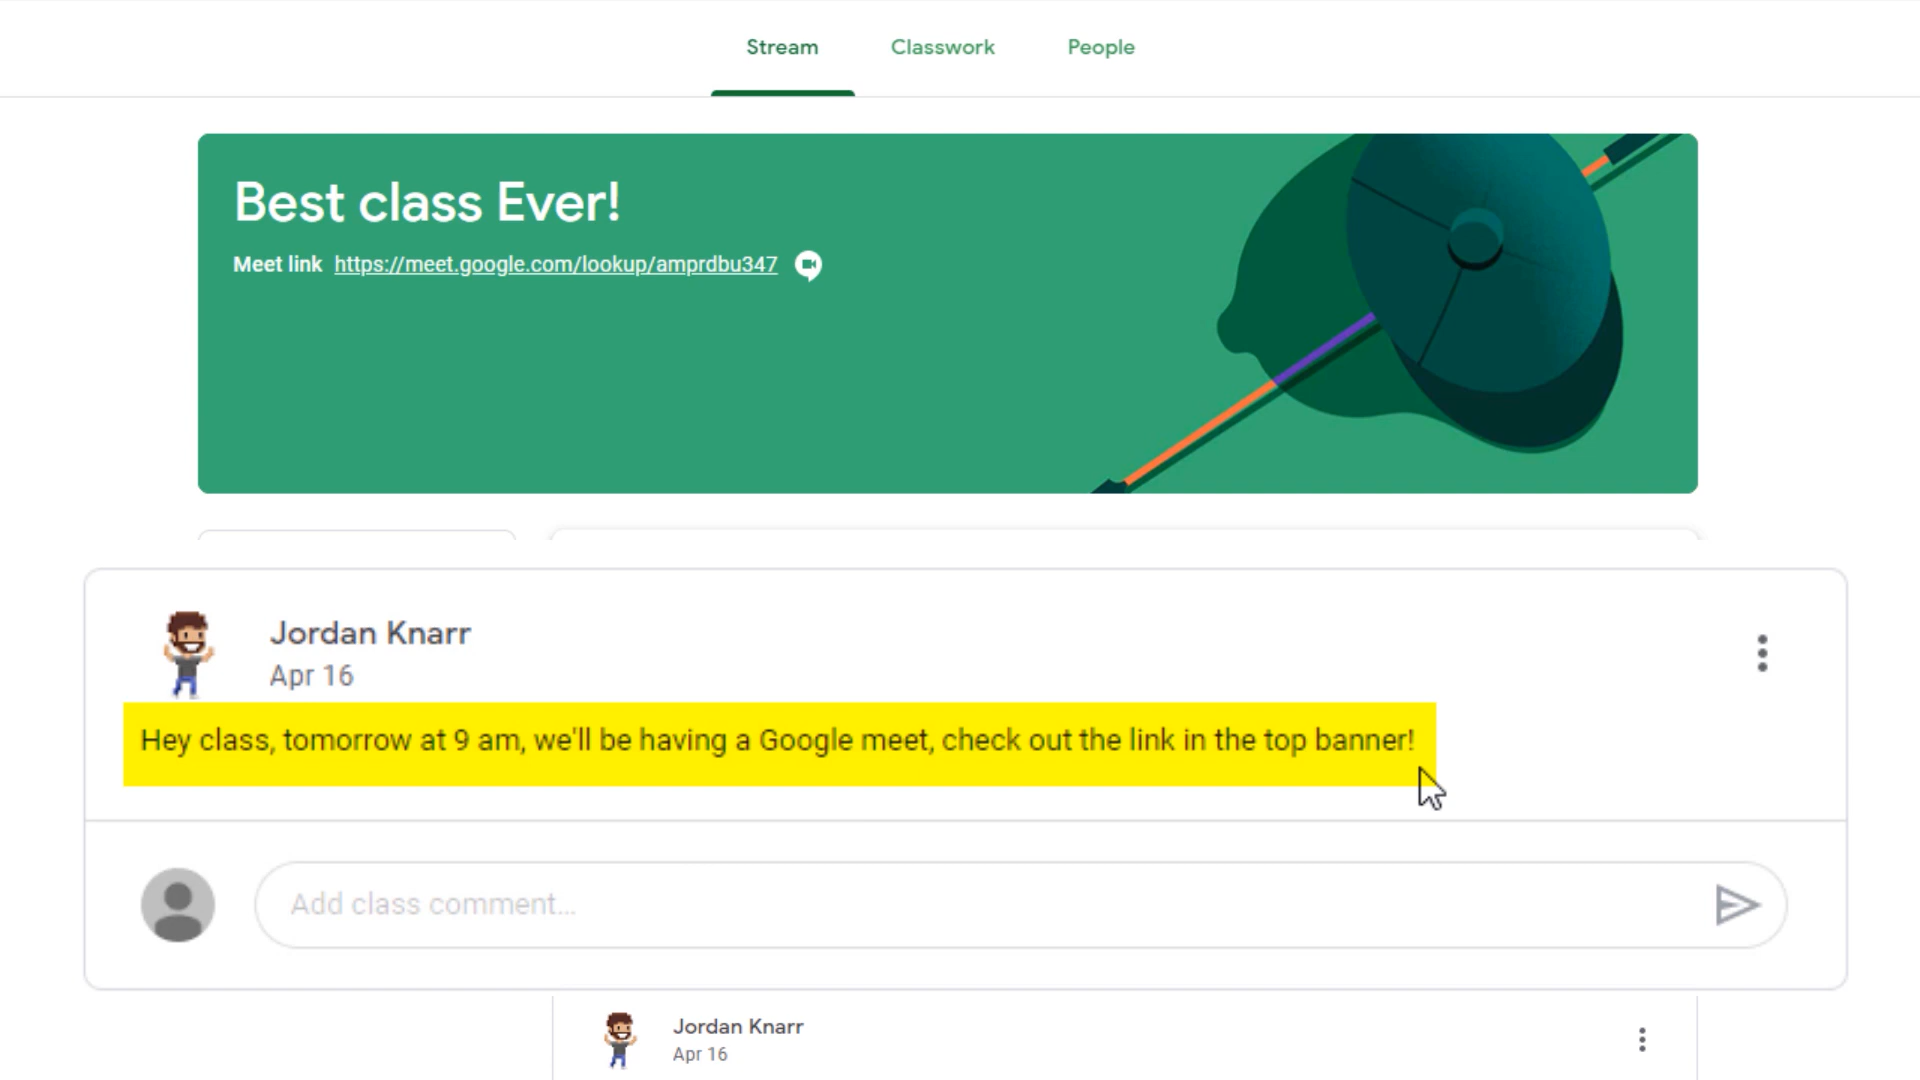 Stream Classwork People
Best class Ever!
Meet link https://meet.google.com/lookup/amprdbu347
Jordan Knarr
Apr 16
Hey class, tomorrow at 9 am, we'll be having a Google meet, check out the link in the top banner!
Add class comment...
Jordan Knarr
Apr 16